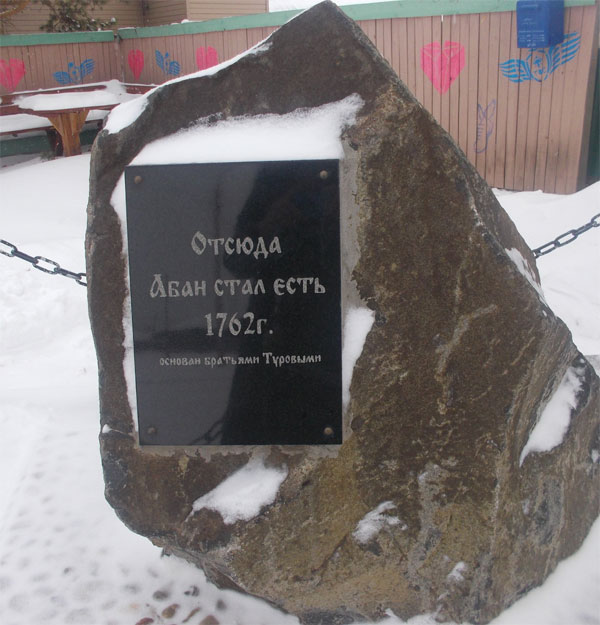 Отсюда
Абан стал есть
1762г.
основан братьями Туровыми